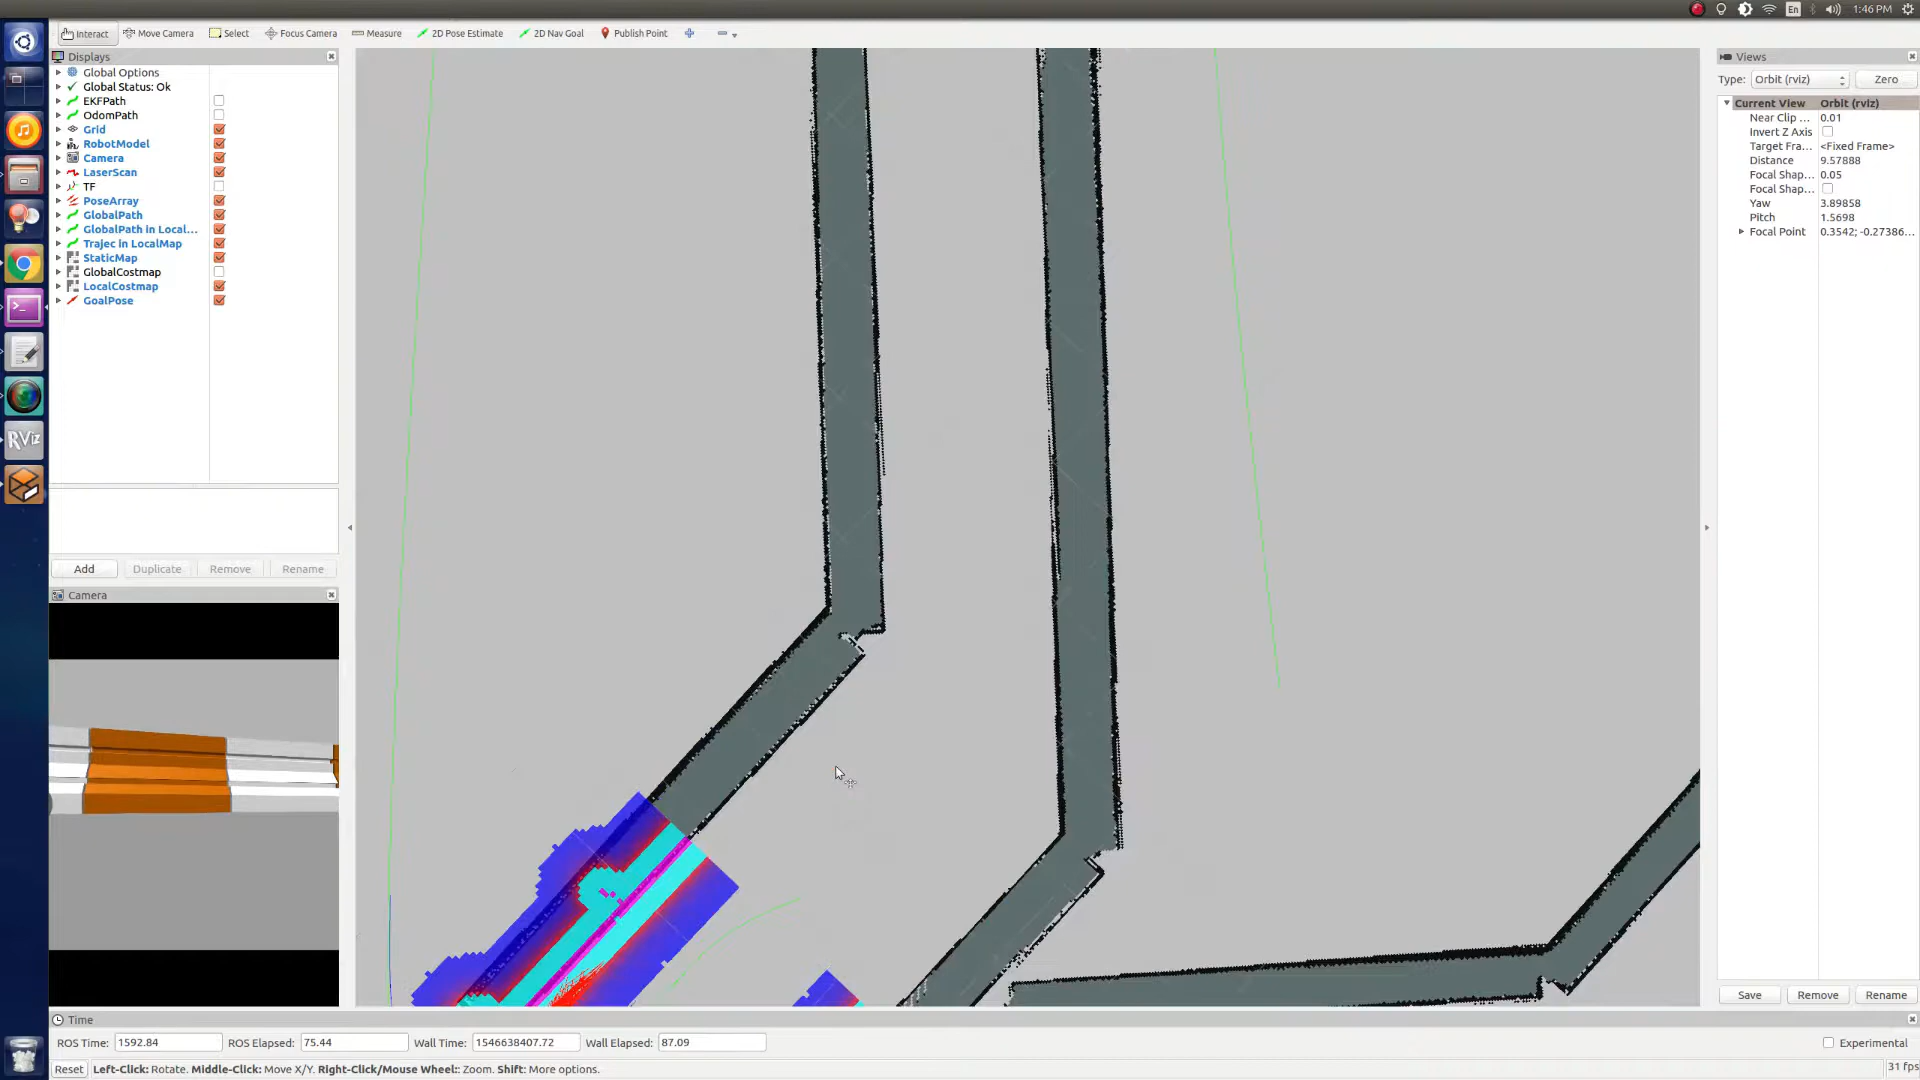 En
1:46 PM
Interact
Move Camera
Select
Focus Camera
Measure
2D Pose Estimate
2D Nav Goal
Publish Point
Displays
Global Options
Global Status: Ok
EKFPath
OdomPath
Grid
RobotModel
Camera
LaserScan
TF
PoseArray
GlobalPath
GlobalPath in Local...
Trajec in LocalMap
StaticMap
GlobalCostmap
LocalCostmap
GoalPose
Add
Duplicate
Remove
Rename
Camera
RViz
Views
Type: Orbit (rviz) Zero
Current View Orbit (rviz)
Near Clip ... 0.01
Invert Z Axis
Target Fra... <Fixed Frame>
Distance 9.57888
Focal Shap... 0.05
Focal Shap...
Yaw 3.89858
Pitch 1.5698
Focal Point 0.3542; -0.27386...
Save
Remove
Rename
Time
ROS Time: 1592.84 ROS Elapsed: 75.44 Wall Time: 1546638407.72 Wall Elapsed: 87.09 Experimental
Reset Left-Click: Rotate. Middle-Click: Move X/Y. Right-Click/Mouse Wheel:: Zoom. Shift: More options. 31 fps